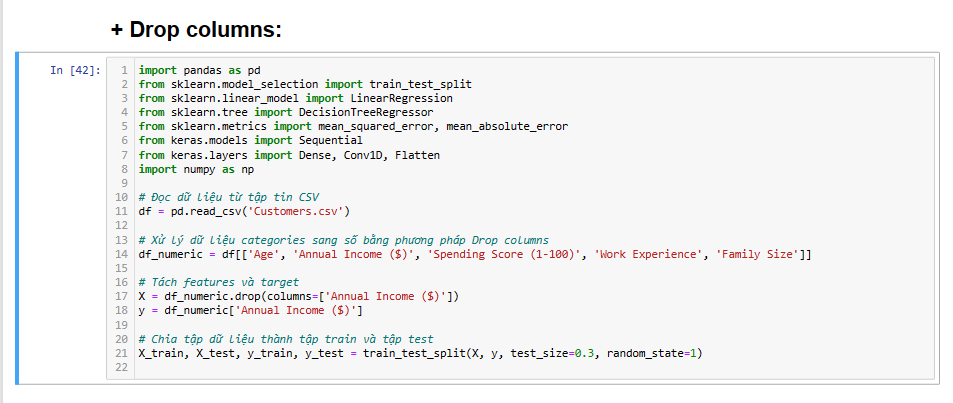 + Drop columns:
In [42]:
1 import pandas as pd
2 from sklearn.model_selection import train_test_split
3 from sklearn.linear_model import LinearRegression
4 from sklearn.tree import DecisionTreeRegressor
5 from sklearn.metrics import mean_squared_error, mean_absolute_error
6 from keras.models import Sequential
7 from keras.layers import Dense, Conv1D, Flatten
8 import numpy as np
9
10 # Đọc dữ liệu từ tập tin CSV
11 df = pd.read_csv('Customers.csv')
12
13 # Xử lý dữ liệu categories sang số bằng phương pháp Drop columns
14 df_numeric = df[['Age', 'Annual Income ($)', 'Spending Score (1-100)', 'Work Experience', 'Family Size']]
15
16 # Tách features và target
17 X = df_numeric.drop(columns=['Annual Income ($)'])
18 y = df_numeric['Annual Income ($)']
19
20 # Chia tập dữ liệu thành tập train và tập test
21 X_train, X_test, y_train, y_test = train_test_split(X, y, test_size=0.3, random_state=1)
22